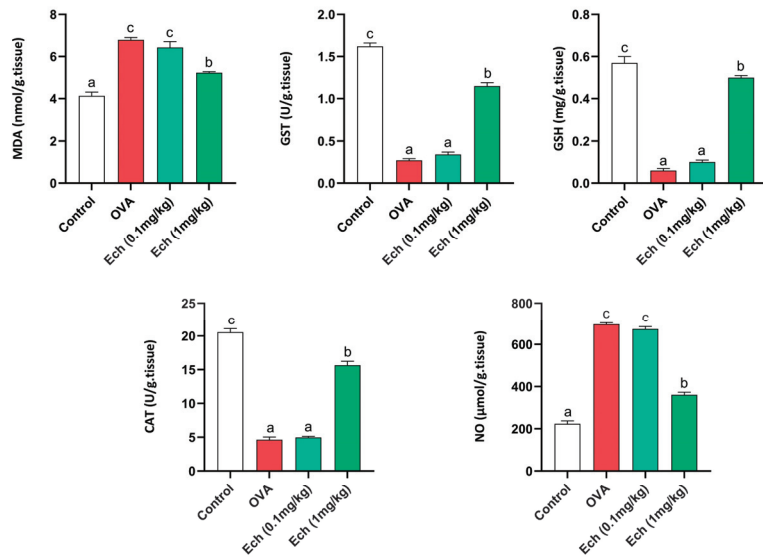 MDA (nmol/g.tissue)
8
6
4
2
0
a
c
c
b
Control
OVA
Ech (0.1mg/kg)
Ech (1mg/kg)
GST (U/g.tissue)
2.0
1.5
1.0
0.5
0.0
c
a
a
b
Control
OVA
Ech (0.1mg/kg)
Ech (1mg/kg)
GSH (mg/g.tissue)
0.8
0.6
0.4
0.2
0.0
c
a
a
b
Control
OVA
Ech (0.1mg/kg)
Ech (1mg/kg)
CAT (U/g.tissue)
25
20
15
10
5
0
c
a
a
b
Control
OVA
Ech (0.1mg/kg)
Ech (1mg/kg)
NO (μmol/g.tissue)
800
600
400
200
0
a
c
c
b
Control
OVA
Ech (0.1mg/kg)
Ech (1mg/kg)